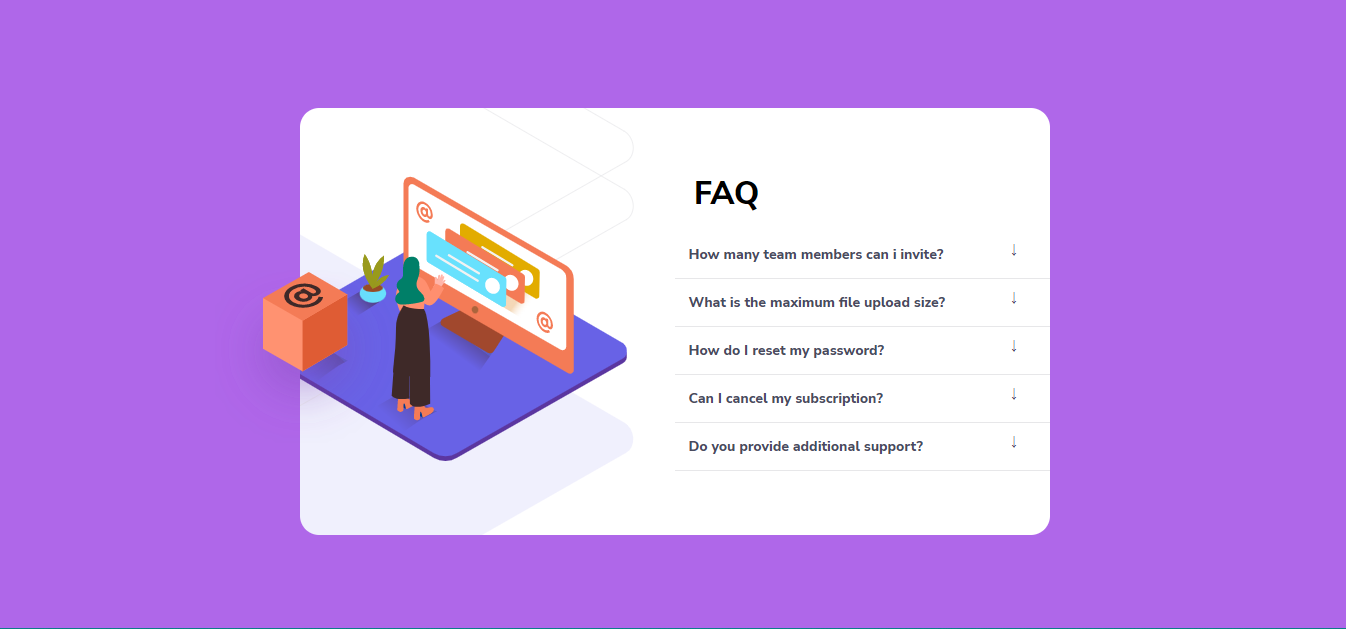 FAQ
How many team members can i invite? ↓
What is the maximum file upload size? ↓
How do I reset my password? ↓
Can I cancel my subscription? ↓
Do you provide additional support? ↓
@
@
@